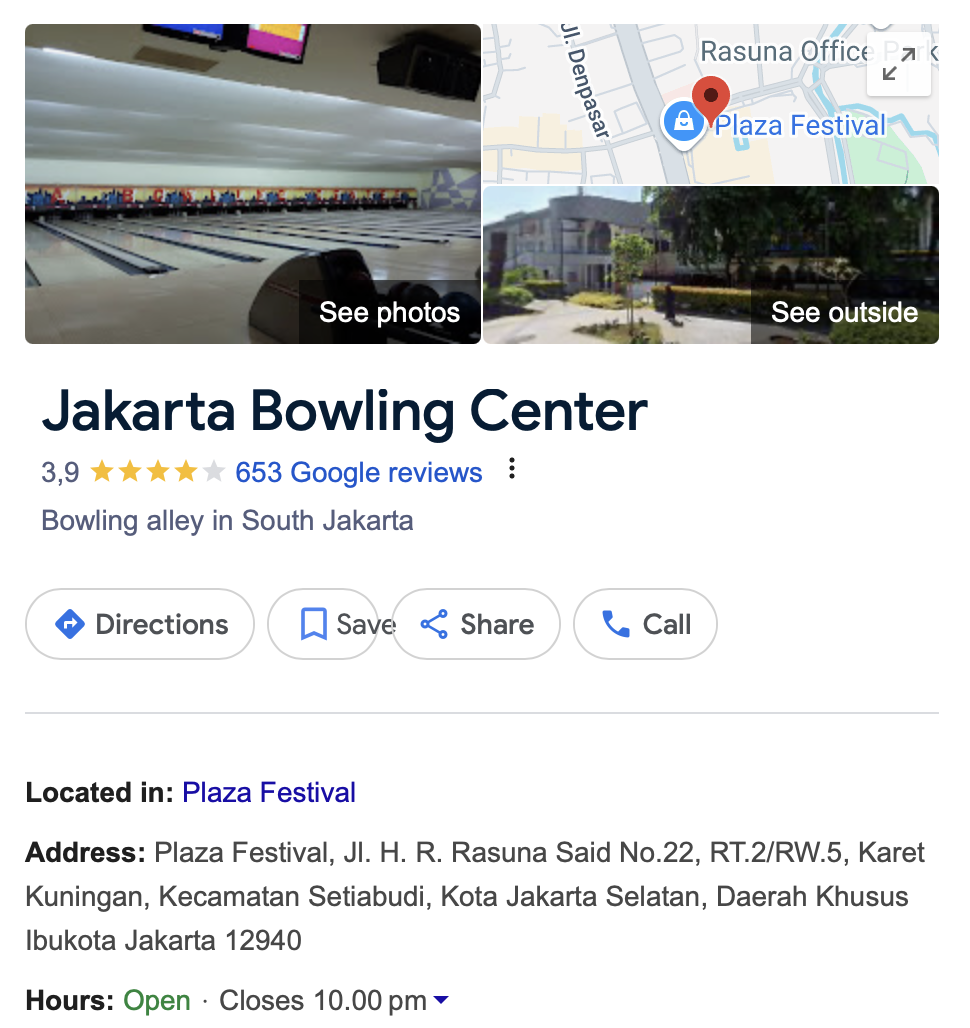 Jl. Denpasar
Rasuna Office Park
Plaza Festival
See photos
See outside
Jakarta Bowling Center
3,9 653 Google reviews
Bowling alley in South Jakarta
Directions
Save
Share
Call
Located in: Plaza Festival
Address: Plaza Festival, Jl. H. R. Rasuna Said No.22, RT.2/RW.5, Karet
Kuningan, Kecamatan Setiabudi, Kota Jakarta Selatan, Daerah Khusus
Ibukota Jakarta 12940
Hours: Open · Closes 10.00 pm